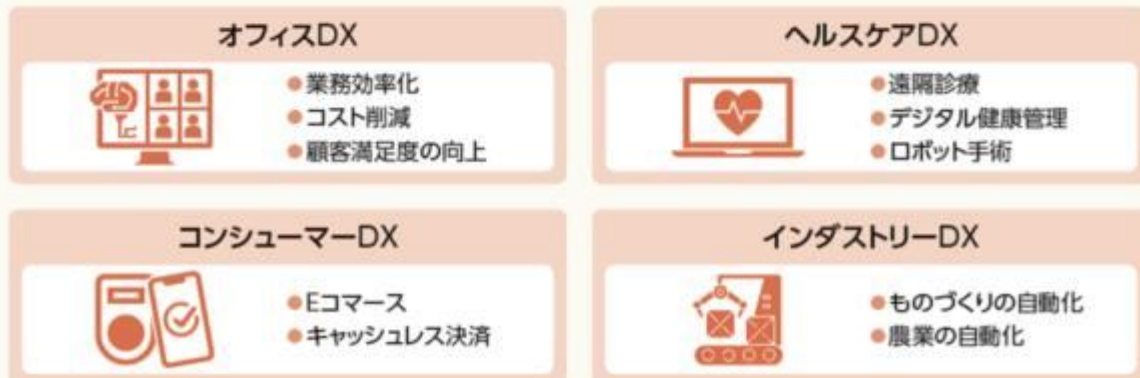 オフィスDX
●業務効率化
●コスト削減
●顧客満足度の向上
ヘルスケアDX
●遠隔診療
●デジタル健康管理
●ロボット手術
コンシューマーDX
●Eコマース
●キャッシュレス決済
インダストリーDX
●ものづくりの自動化
●農業の自動化